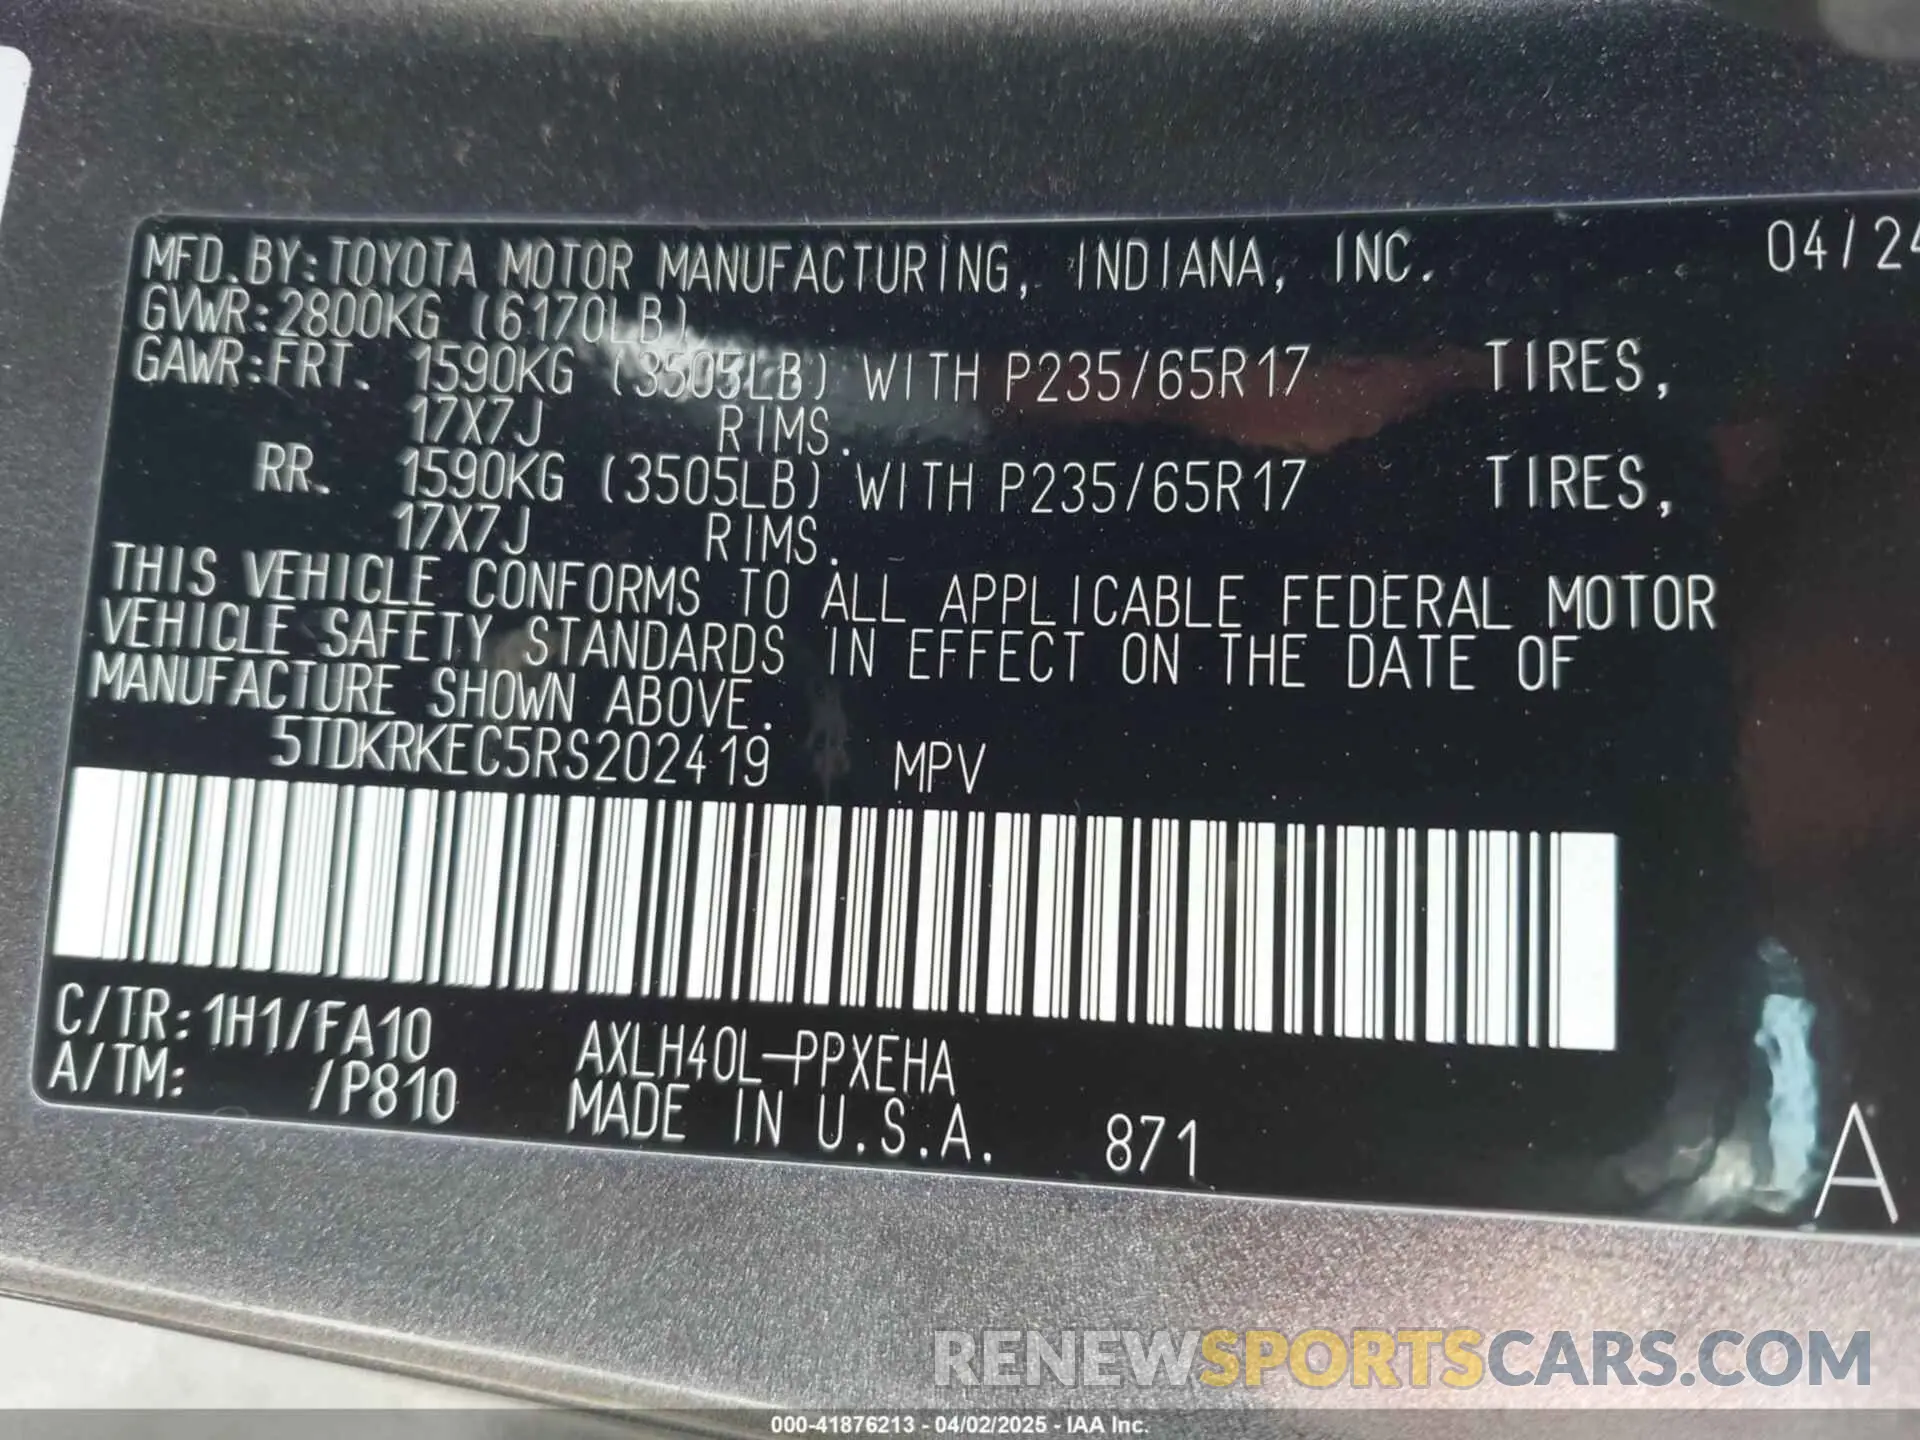 MFD.BY:TOYOTA MOTOR MANUFACTURING, INDIANA, INC. 04/24
GVWR:2800KG (6170LB)
GAWR:FRT. 1590KG (3505LB) WITH P235/65R17 TIRES,
17X7J RIMS.
RR. 1590KG (3505LB) WITH P235/65R17 TIRES,
17X7J RIMS.
THIS VEHICLE CONFORMS TO ALL APPLICABLE FEDERAL MOTOR
VEHICLE SAFETY STANDARDS IN EFFECT ON THE DATE OF
MANUFACTURE SHOWN ABOVE.
5TDKRKEC5RS202419 MPV
C/TR:1H1/FA10 AXLH40L-PPXEHA
A/TM: /P810 MADE IN U.S.A. 871 A
RENEWSPORTSCARS.COM
000-41876213 - 04/02/2025 - IAA Inc.